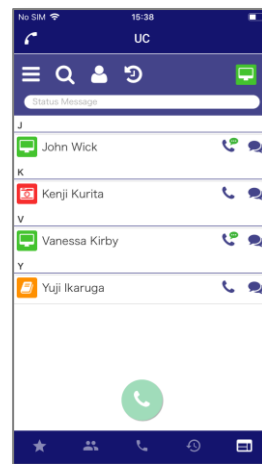 No SIM 15:38
UC
Status Message
J
John Wick
K
Kenji Kurita
V
Vanessa Kirby
Y
Yuji Ikaruga